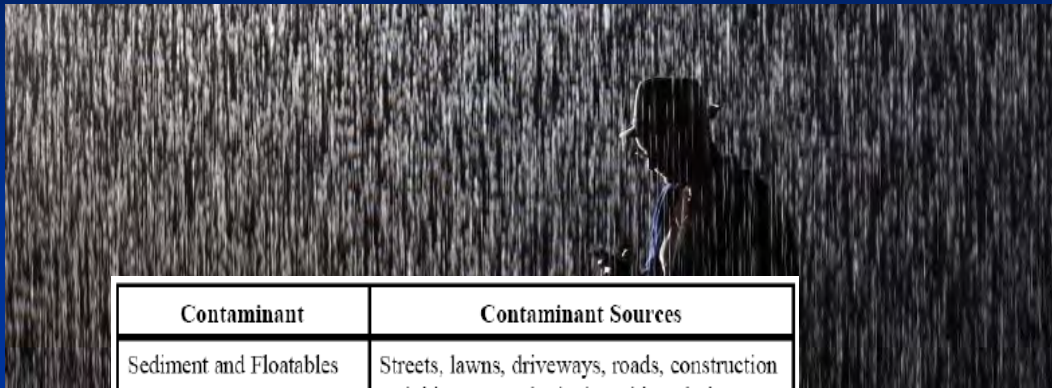 Contaminant
Contaminant Sources
Sediment and Floatables
Streets, lawns, driveways, roads, construction